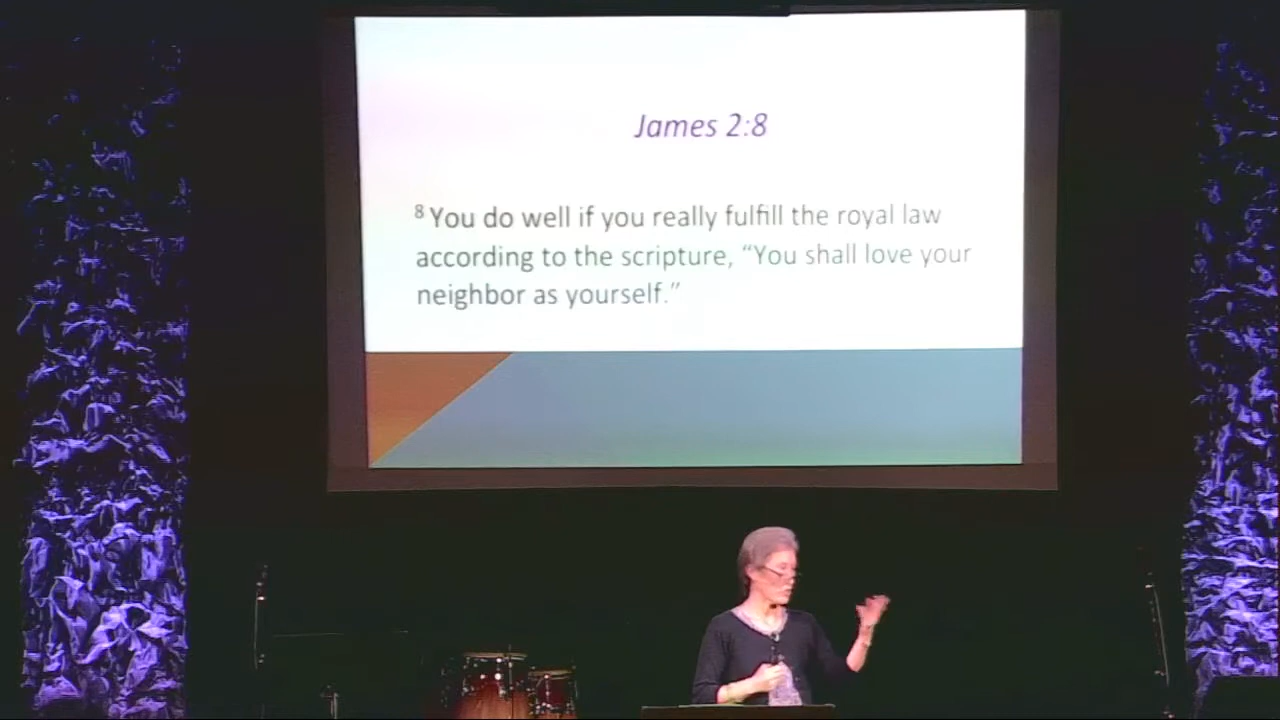 James 2:8
8 You do well if you really fulfill the royal law
according to the scripture, “You shall love your
neighbor as yourself.”